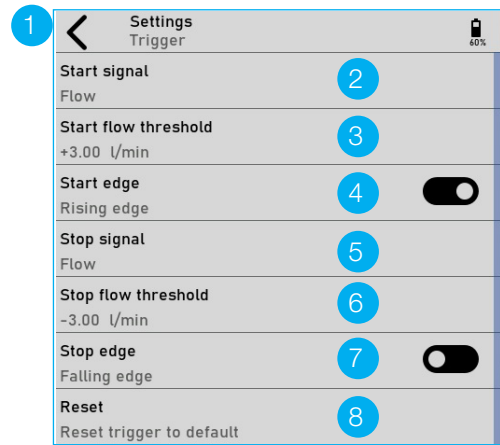 1
Settings
Trigger
60%
Start signal
Flow
2
Start flow threshold
+3.00 l/min
3
Start edge
Rising edge
4
Stop signal
Flow
5
Stop flow threshold
-3.00 l/min
6
Stop edge
Falling edge
7
Reset
Reset trigger to default
8